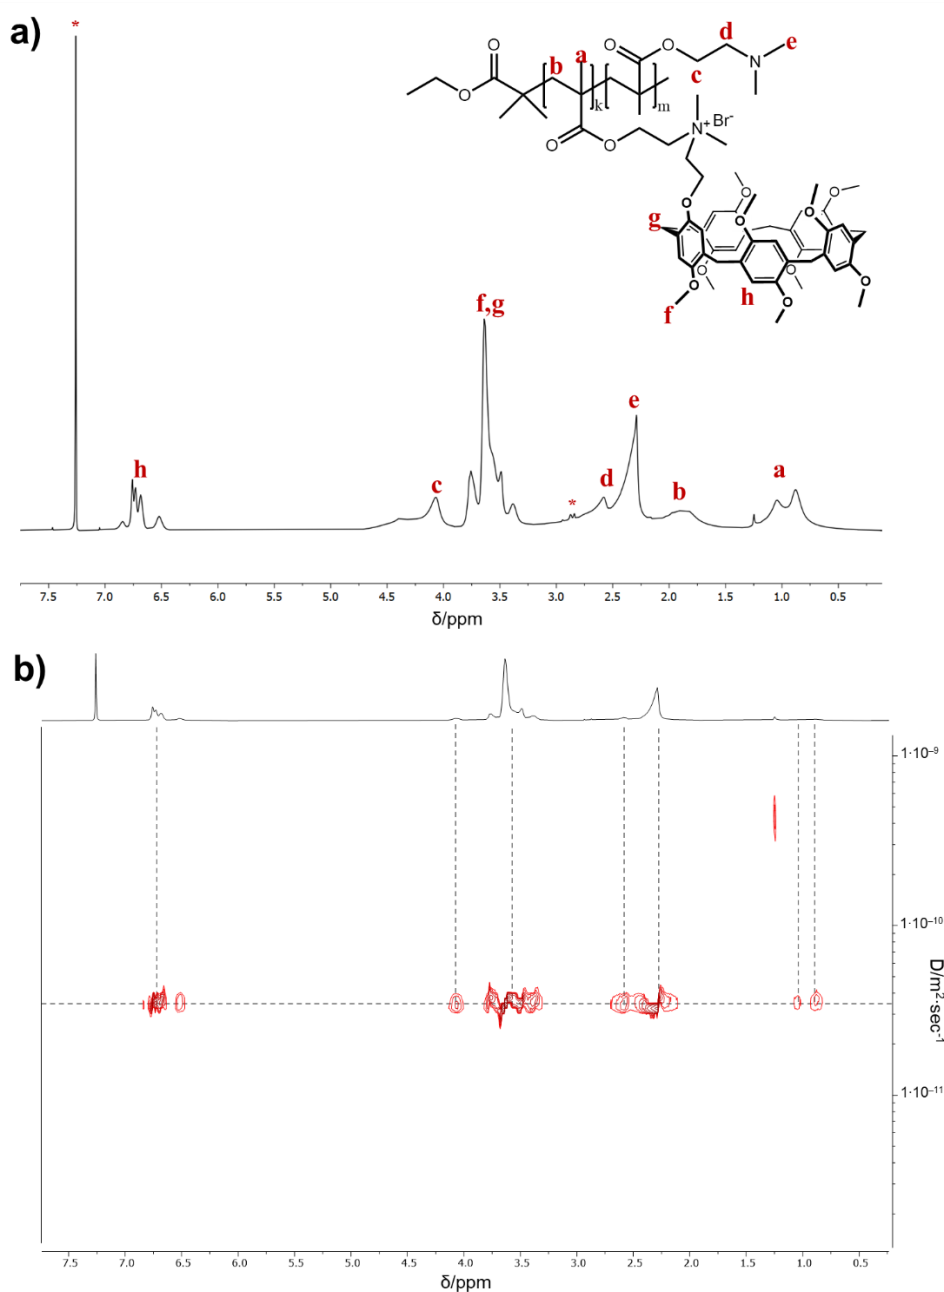 a)
*
O
O
a
b
k
m
O
O
d
e
N
c
O
O
N⁺ Br⁻
O
O
O
O
O
O
O
O
O
O
O
g
h
f
h
c
f,g
d
*
e
b
a
7.5 7.0 6.5 6.0 5.5 5.0 4.5 4.0 3.5 3.0 2.5 2.0 1.5 1.0 0.5
δ/ppm
b)
1·10⁻⁹
1·10⁻¹⁰
D/m²·sec⁻¹
1·10⁻¹¹
7.5 7.0 6.5 6.0 5.5 5.0 4.5 4.0 3.5 3.0 2.5 2.0 1.5 1.0 0.5
δ/ppm